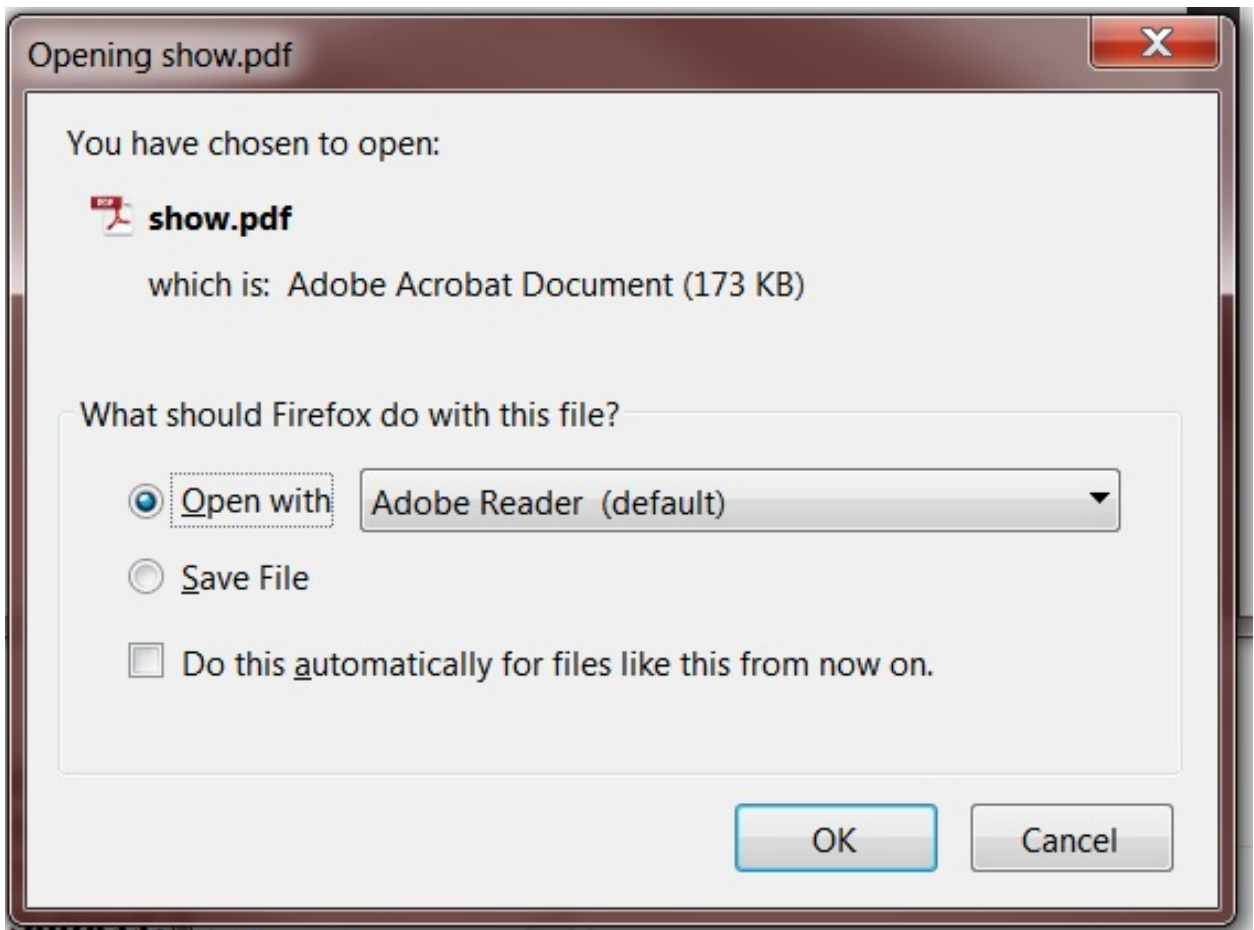 Opening show.pdf
X
You have chosen to open:
show.pdf
which is: Adobe Acrobat Document (173 KB)
What should Firefox do with this file?
Open with Adobe Reader (default)
Save File
Do this automatically for files like this from now on.
OK Cancel